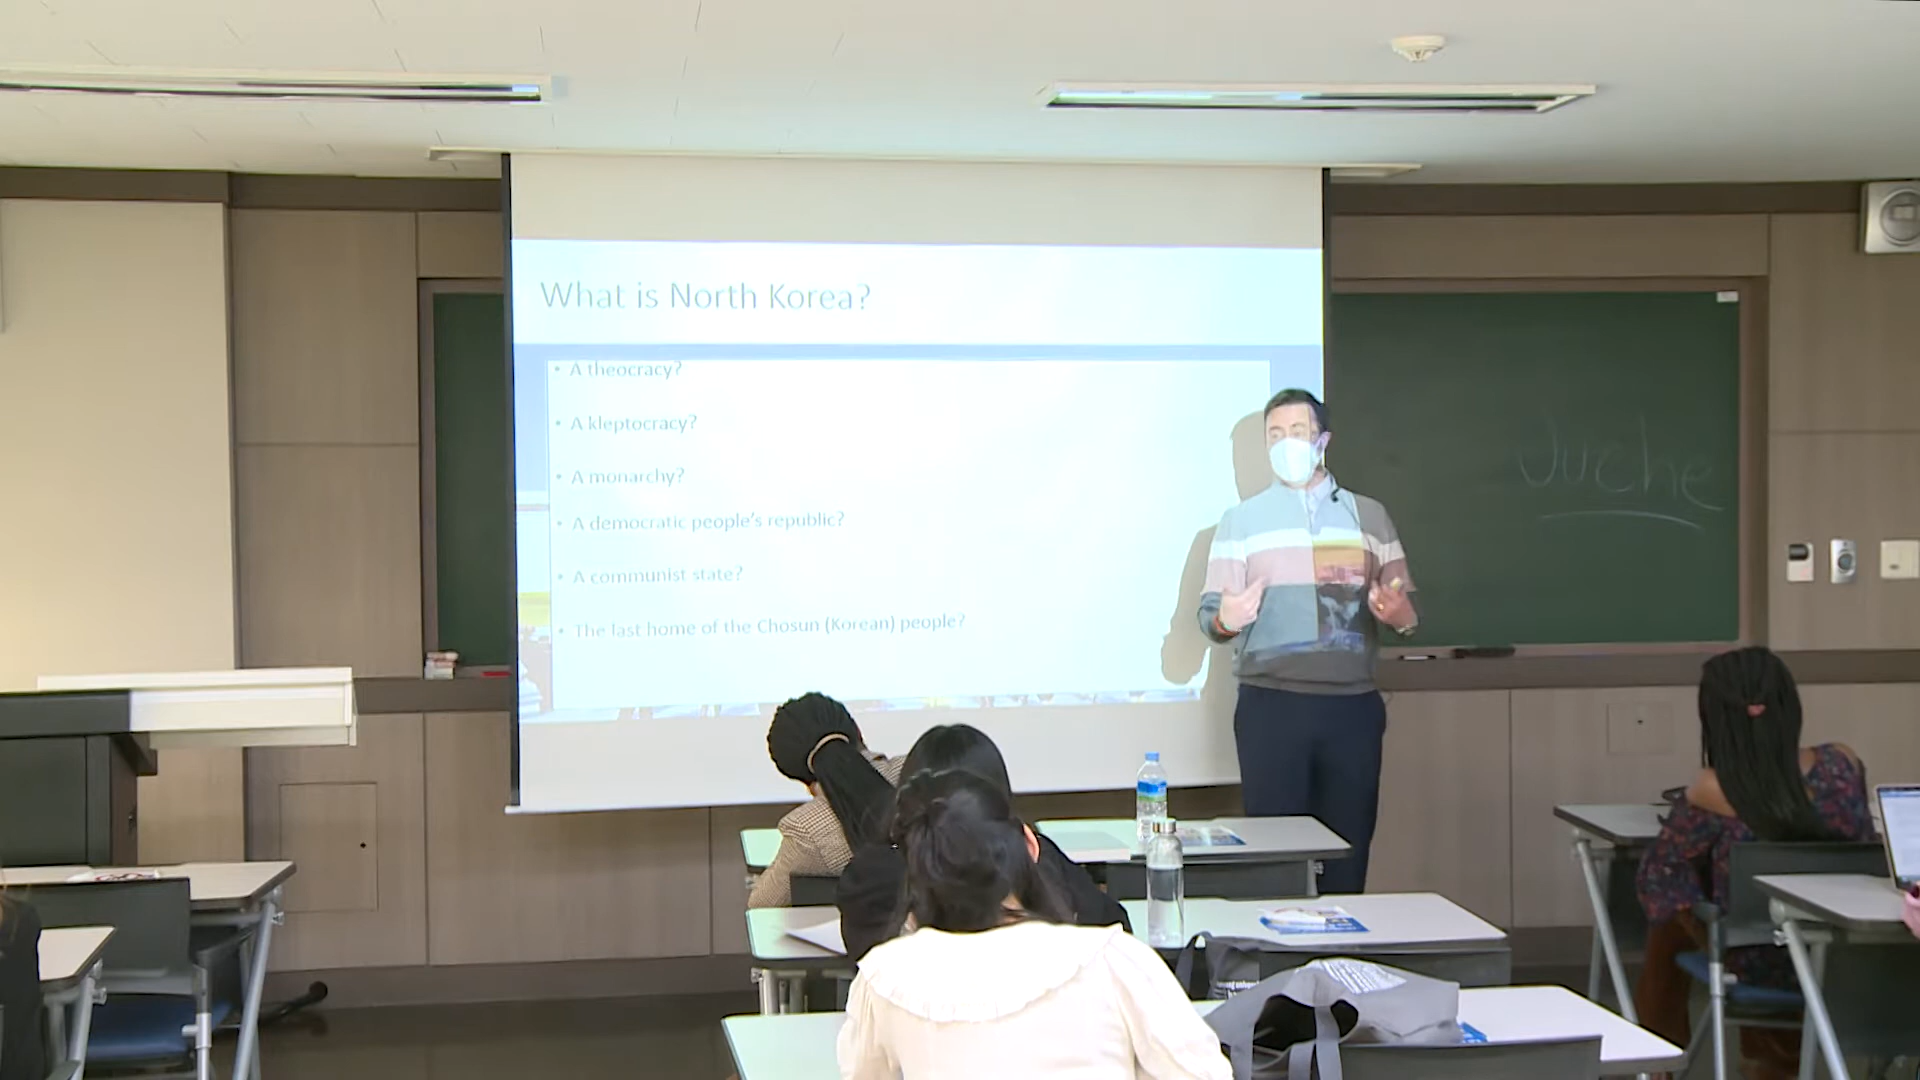 What is North Korea?
• A theocracy?
• A kleptocracy?
• A monarchy?
• A democratic people's republic?
• A communist state?
• The last home of the Chosun (Korean) people?
Juche